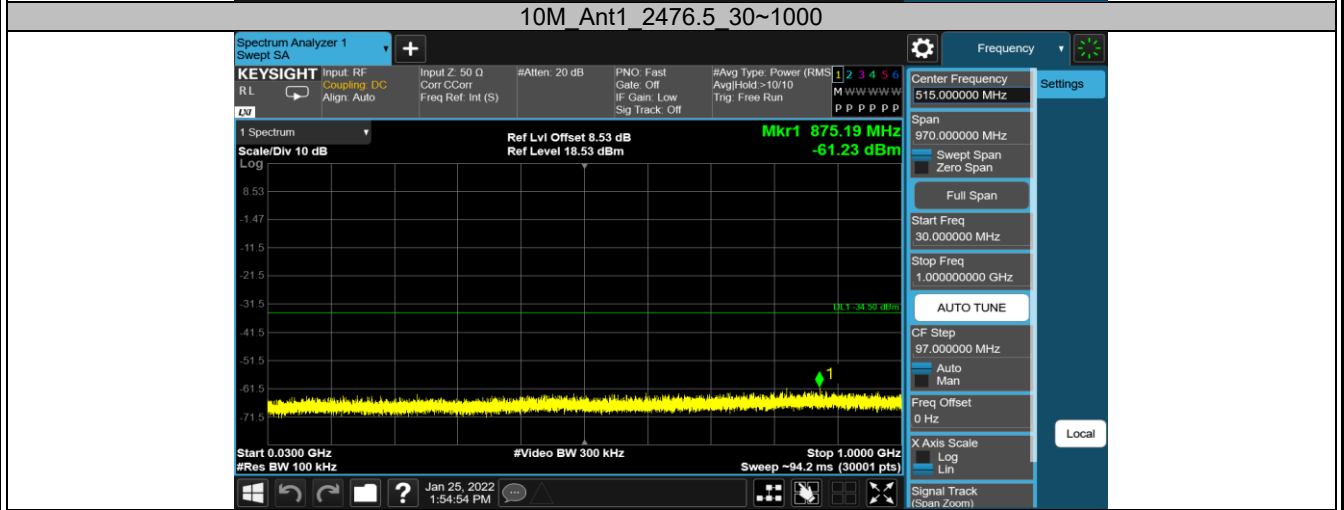 10M_Ant1_2476.5_30~1000
Spectrum Analyzer 1
Swept SA
+
Frequency
KEYSIGHT
RL
LXI
Input: RF
Coupling: DC
Align: Auto
Input Z: 50 Ω
Corr CCorr
Freq Ref: Int (S)
#Atten: 20 dB
PNO: Fast
Gate: Off
IF Gain: Low
Sig Track: Off
#Avg Type: Power (RMS
Avg|Hold:>10/10
Trig: Free Run
1 2 3 4 5 6
M W W W W W
P P P P P P
Center Frequency
515.000000 MHz
Settings
1 Spectrum
Scale/Div 10 dB
Log
Ref Lvl Offset 8.53 dB
Ref Level 18.53 dBm
Mkr1 875.19 MHz
-61.23 dBm
Span
970.000000 MHz
Swept Span
Zero Span
Full Span
Start Freq
30.000000 MHz
Stop Freq
1.000000000 GHz
AUTO TUNE
CF Step
97.000000 MHz
Auto
Man
Freq Offset
0 Hz
X Axis Scale
Log
Lin
Signal Track
(Span Zoom)
Local
8.53
-1.47
-11.5
-21.5
-31.5
DL1 -34.50 dBm
-41.5
-51.5
1
-61.5
-71.5
Start 0.0300 GHz
#Res BW 100 kHz
#Video BW 300 kHz
Stop 1.0000 GHz
Sweep ~94.2 ms (30001 pts)
?
Jan 25, 2022
1:54:54 PM